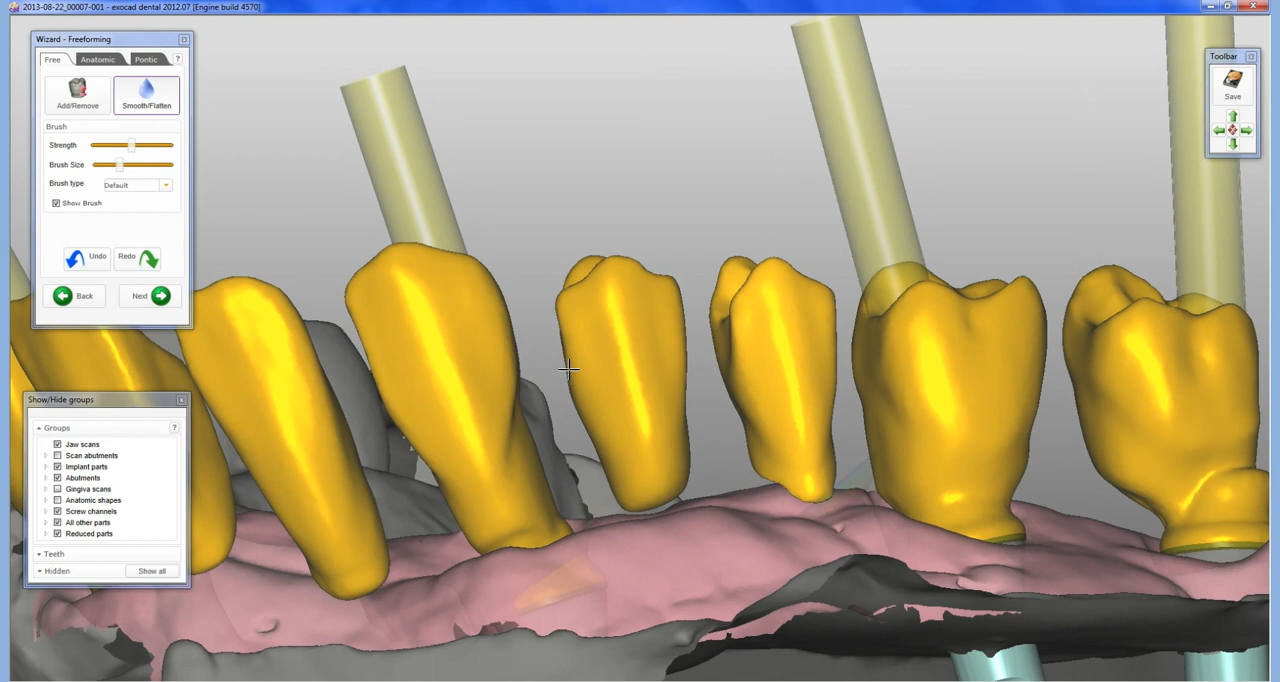 2013-08-22_00007-001 - exocad dental 2012.07 [Engine build 4570]
Wizard - Freeforming
Free Anatomic Pontic ?
Add/Remove Smooth/Flatten
Brush
Strength
Brush Size
Brush type Default
Show Brush
Undo Redo
Back Next
Toolbar
Save
Show/Hide groups
Groups ?
Jaw scans
Scan abutments
Implant parts
Abutments
Gingiva scans
Anatomic shapes
Screw channels
All other parts
Reduced parts
Teeth
Hidden Show all